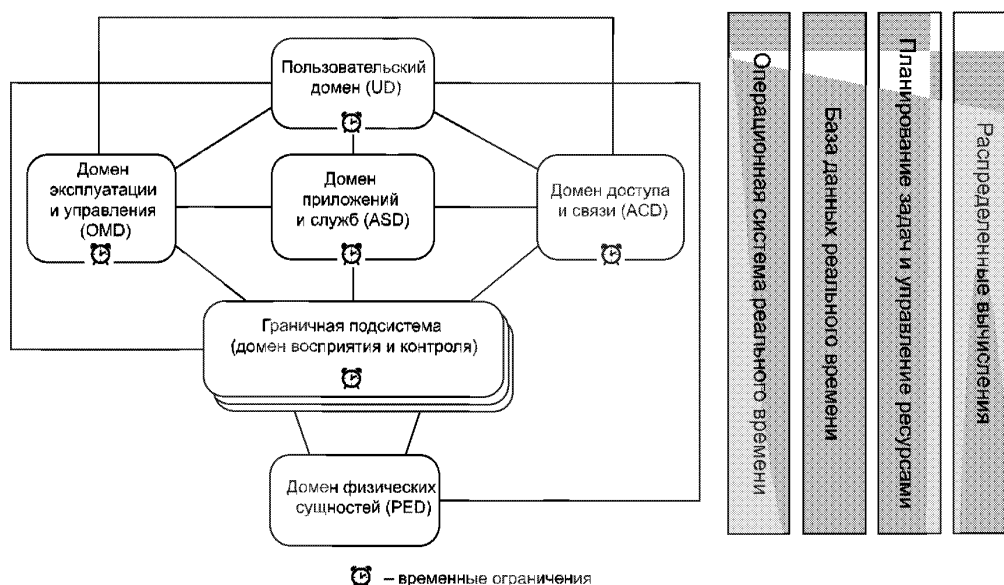 Пользовательский
домен (UD)
Домен
эксплуатации
и управления
(OMD)
Домен
приложений
и служб (ASD)
Домен доступа
и связи (ACD)
Граничная подсистема
(домен восприятия и контроля)
Домен физических
сущностей (PED)
– временные ограничения
Операционная система реального времени
База данных реального времени
Планирование задач и управление ресурсами
Распределенные вычисления